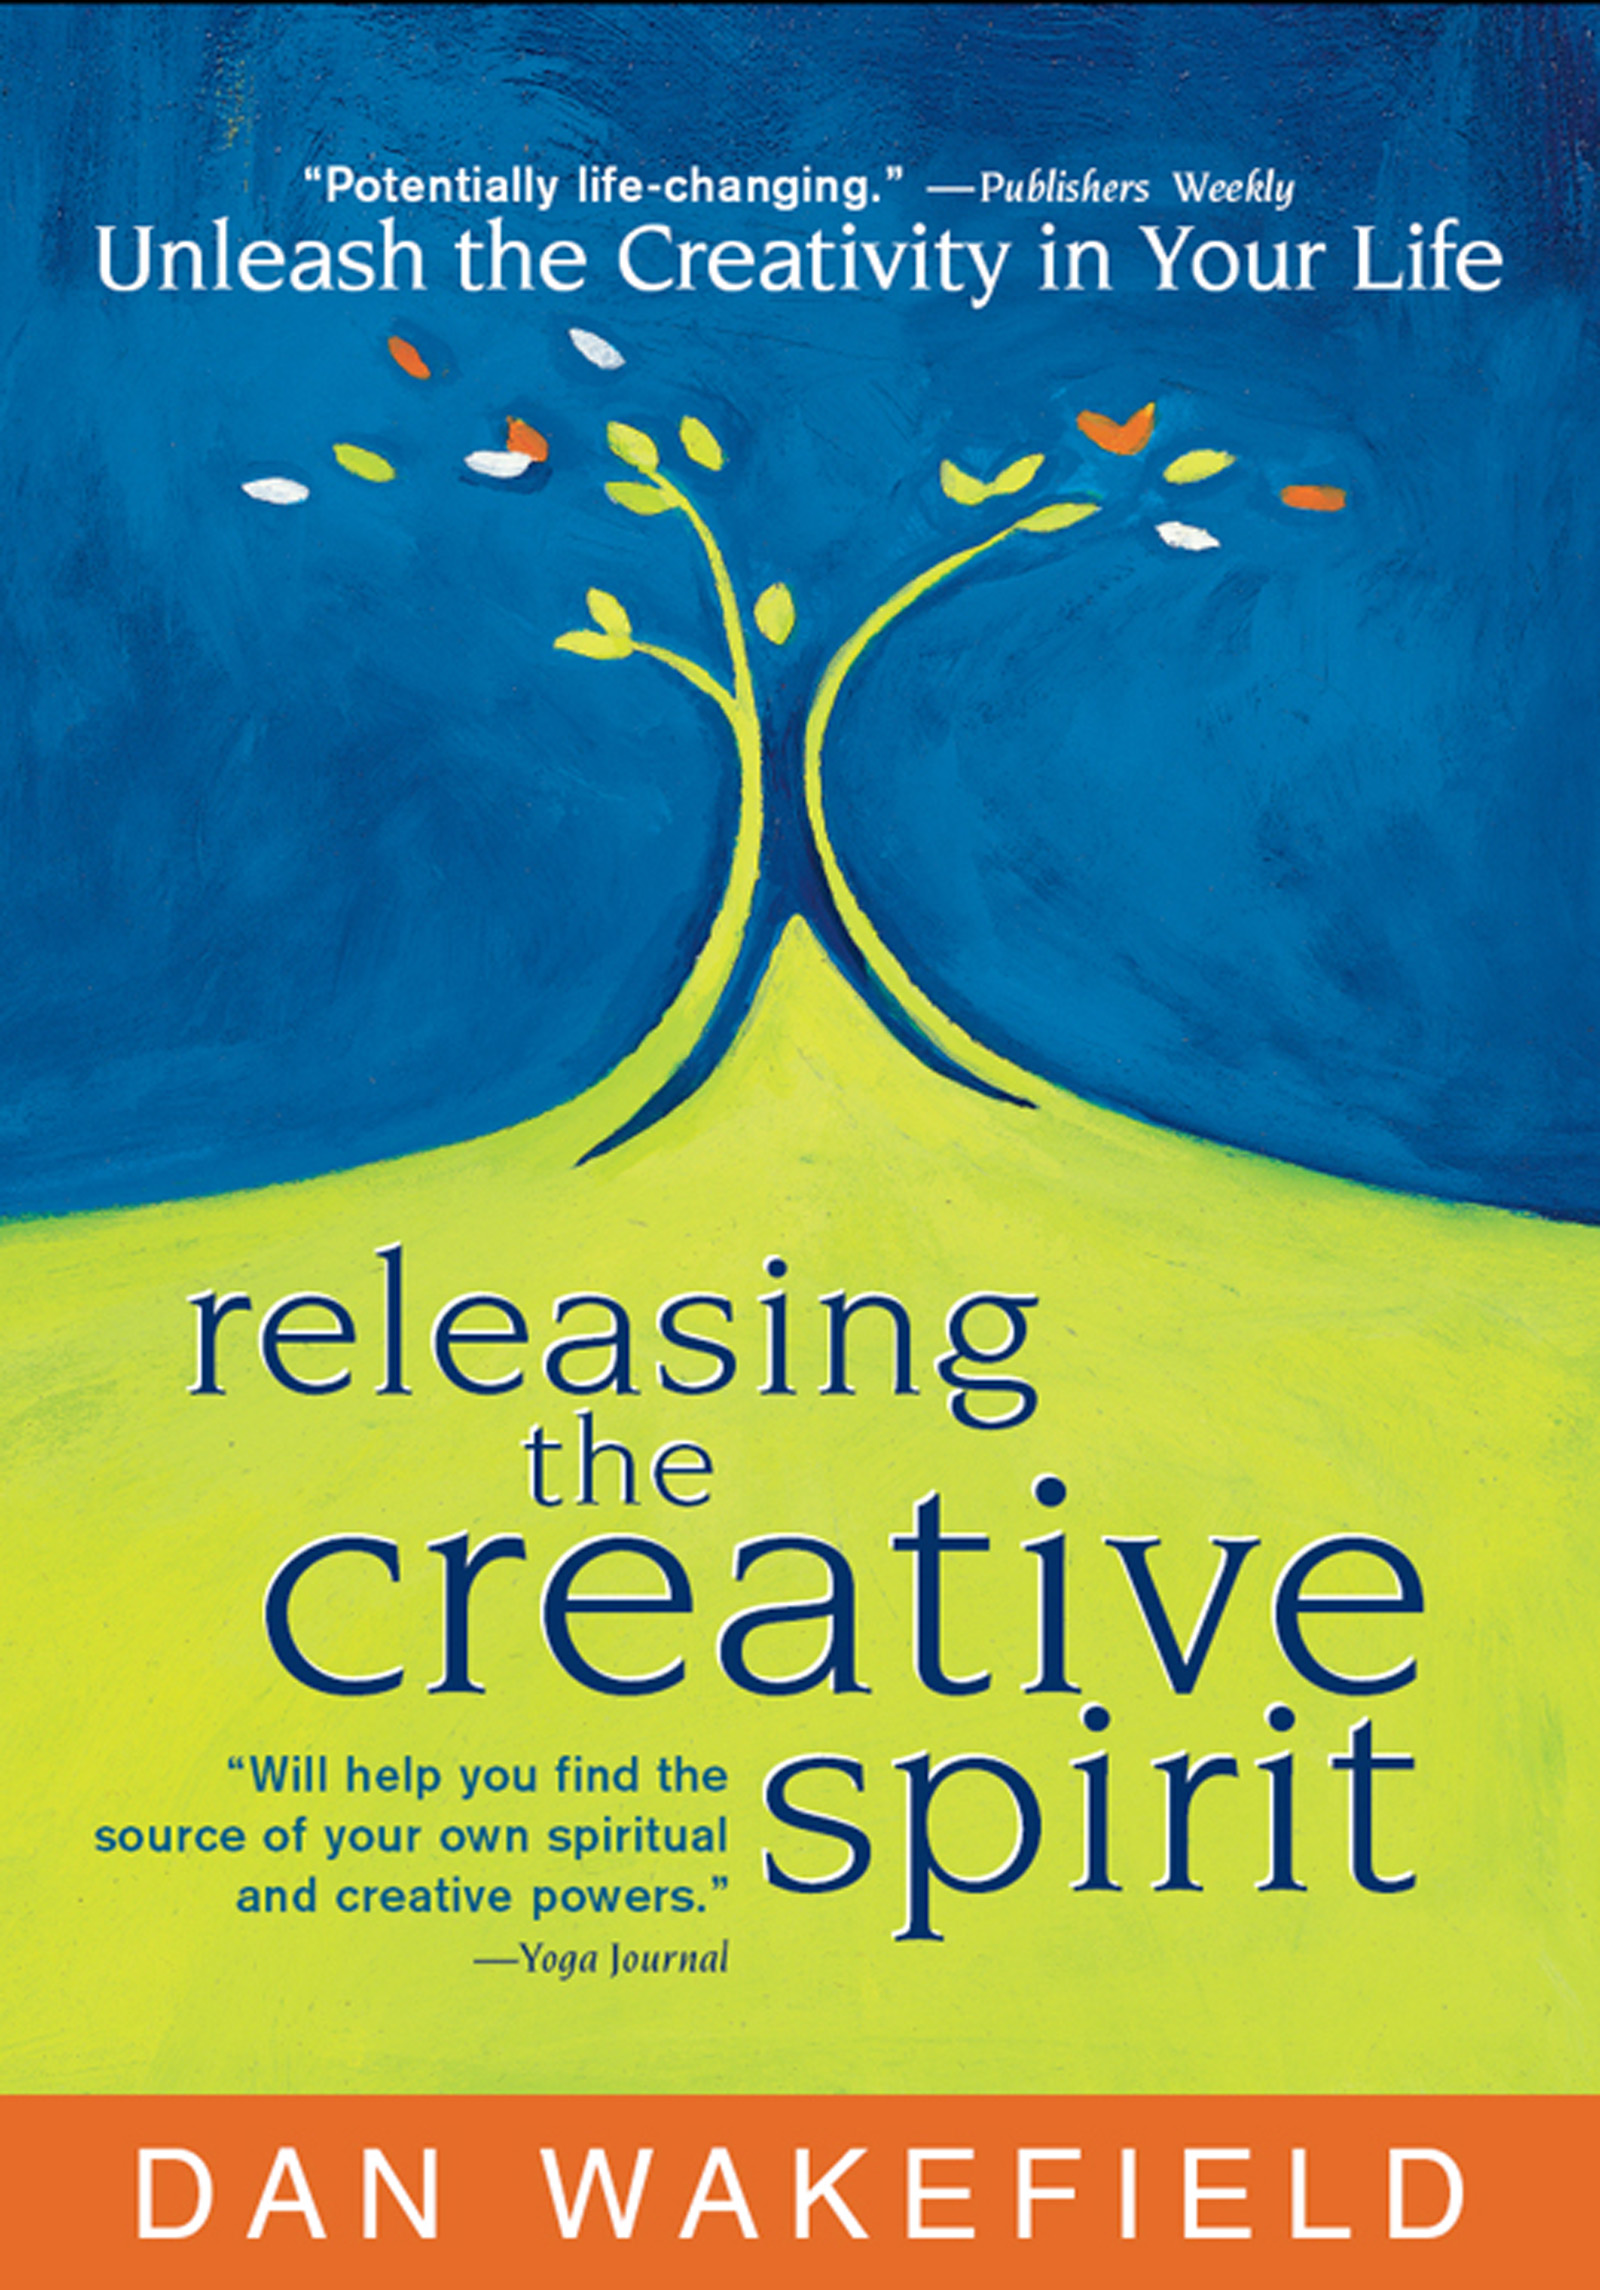 “Potentially life-changing.” —Publishers Weekly
Unleash the Creativity in Your Life
releasing
the
creative
spirit
“Will help you find the
source of your own spiritual
and creative powers.”
—Yoga Journal
DAN WAKEFIELD